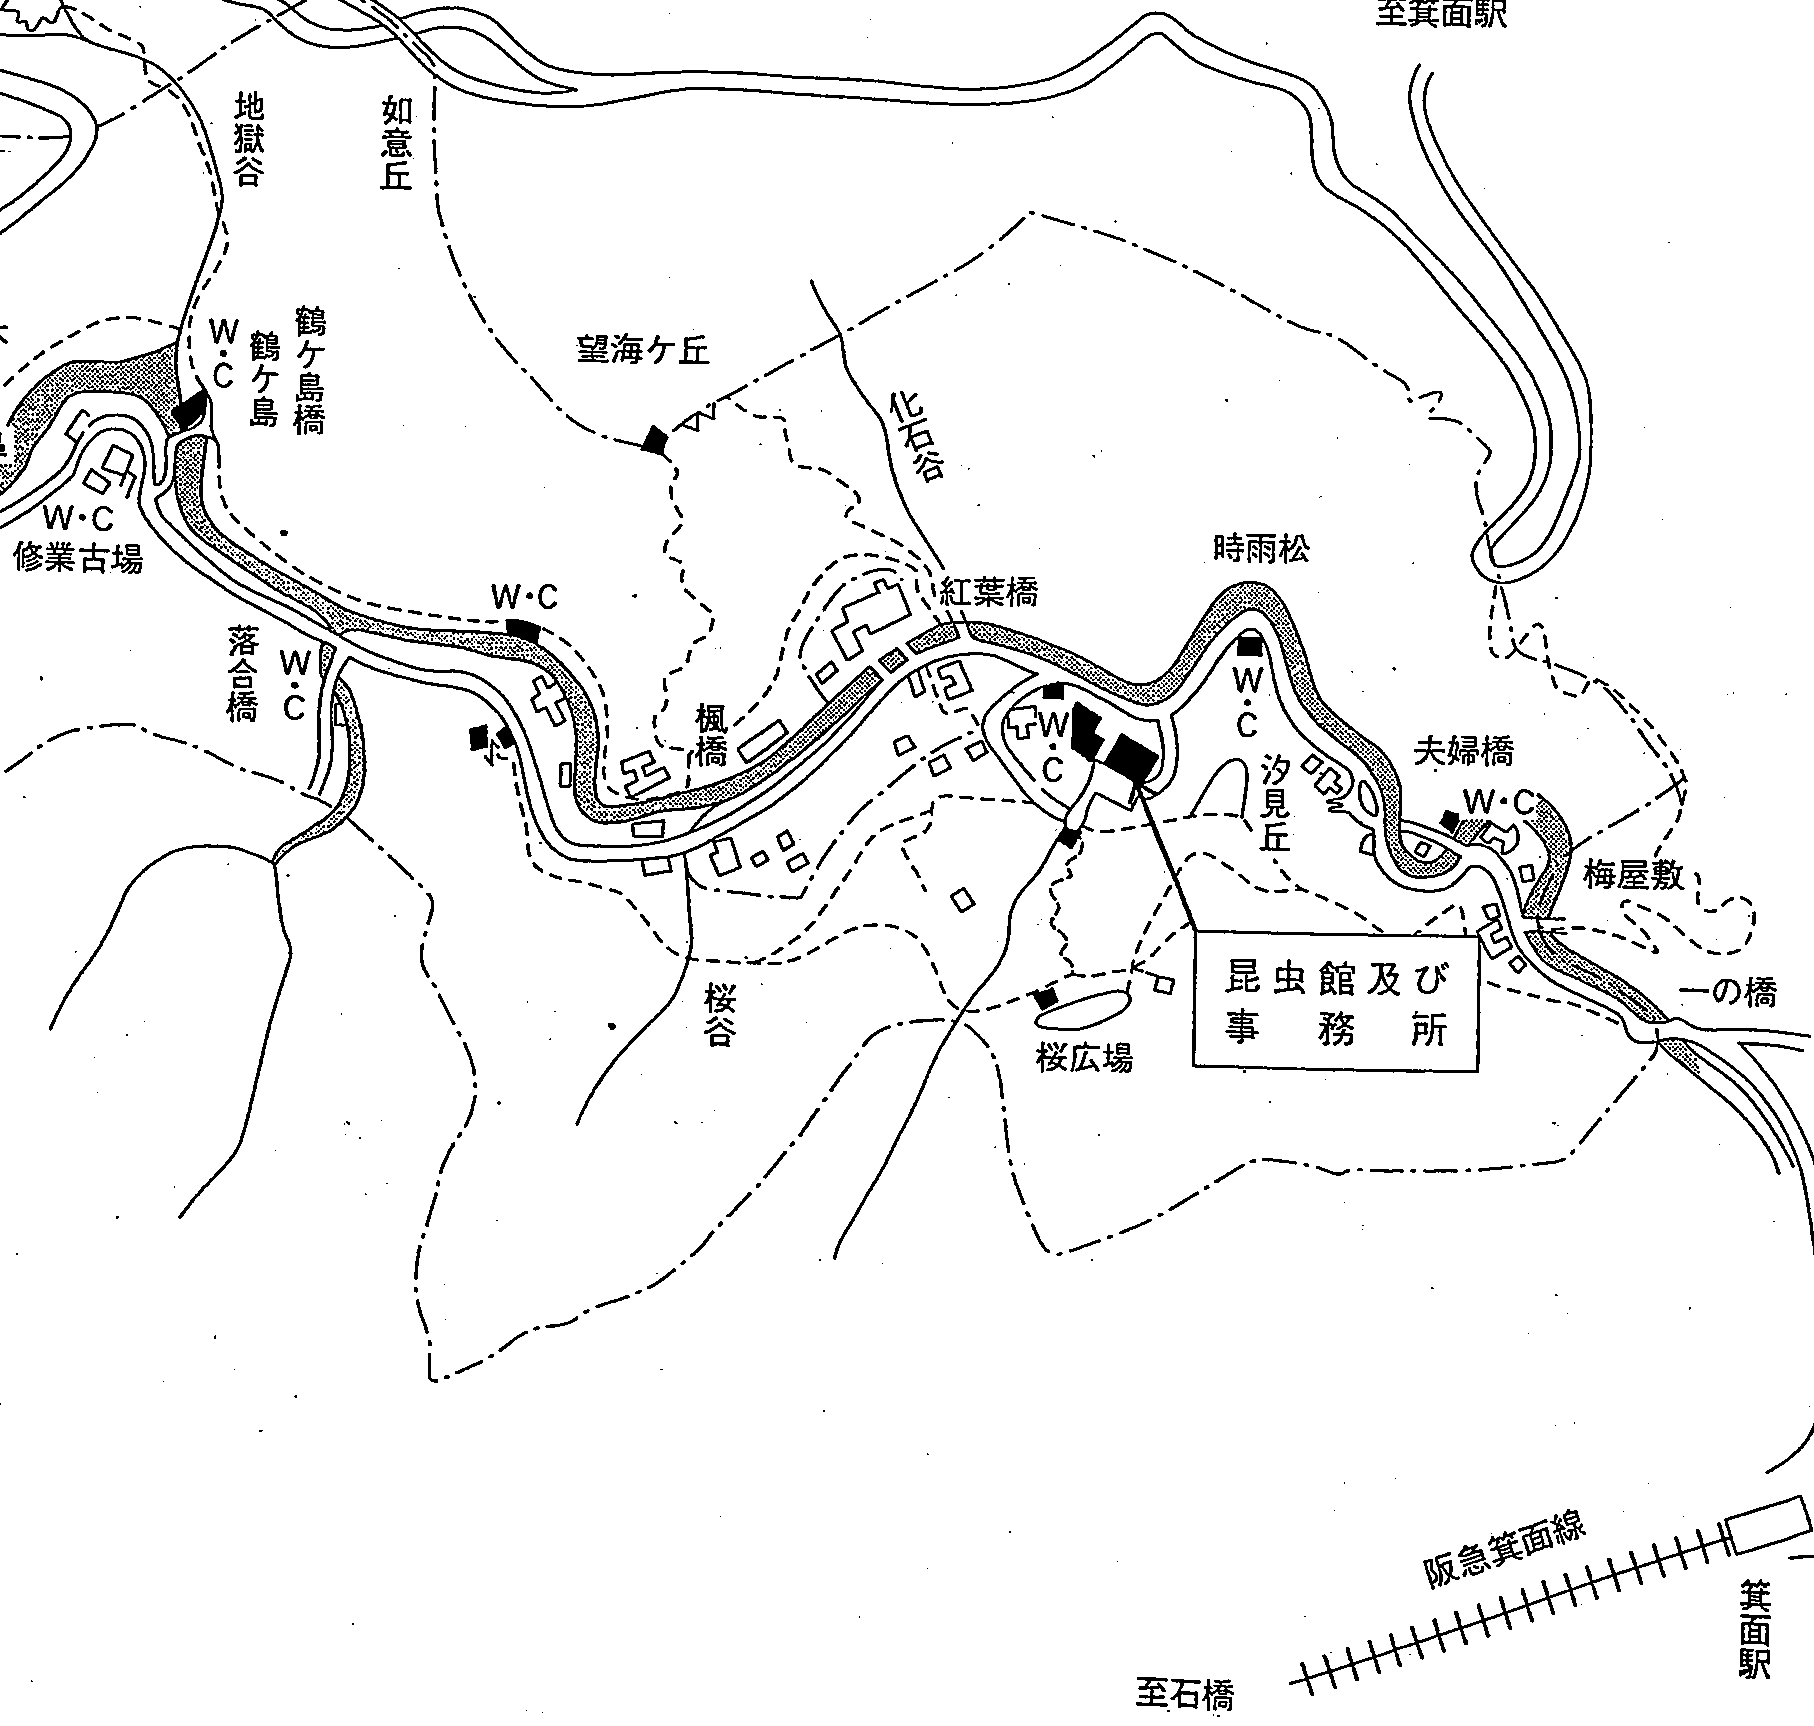 至箕面駅
地獄谷
如意丘
鶴ケ島橋
鶴ケ島
W・C
望海ケ丘
化石谷
W・C
修業古場
W・C
紅葉橋
時雨松
落合橋
W・C
楓橋
W・C
W・C
汐見丘
夫婦橋
W・C
梅屋敷
桜谷
昆虫館及び
事務所
一の橋
桜広場
阪急箕面線
箕面駅
至石橋